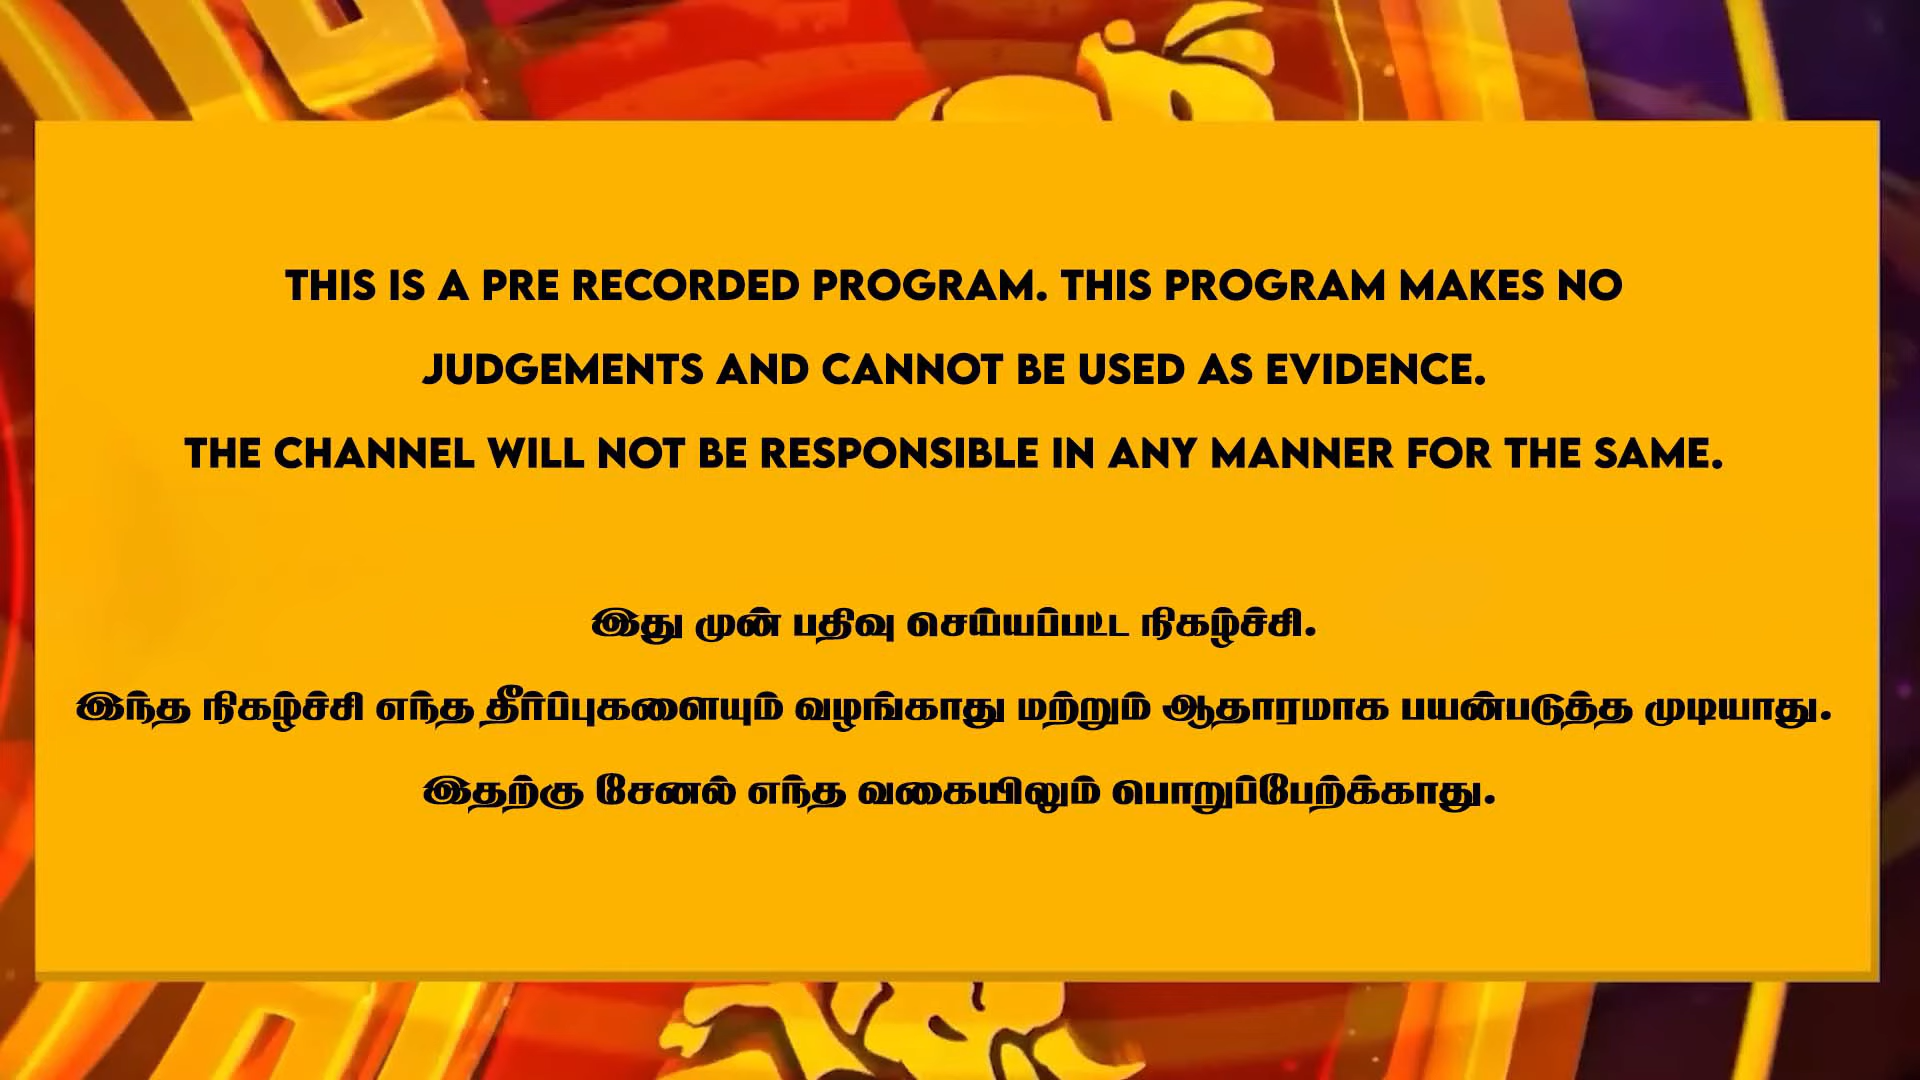 THIS IS A PRE RECORDED PROGRAM. THIS PROGRAM MAKES NO
JUDGEMENTS AND CANNOT BE USED AS EVIDENCE.
THE CHANNEL WILL NOT BE RESPONSIBLE IN ANY MANNER FOR THE SAME.
இது முன் பதிவு செய்யப்பட்ட நிகழ்ச்சி.
இந்த நிகழ்ச்சி எந்த தீர்ப்புகளையும் வழங்காது மற்றும் ஆதாரமாக பயன்படுத்த முடியாது.
இதற்கு சேனல் எந்த வகையிலும் பொறுப்பேற்க்காது.